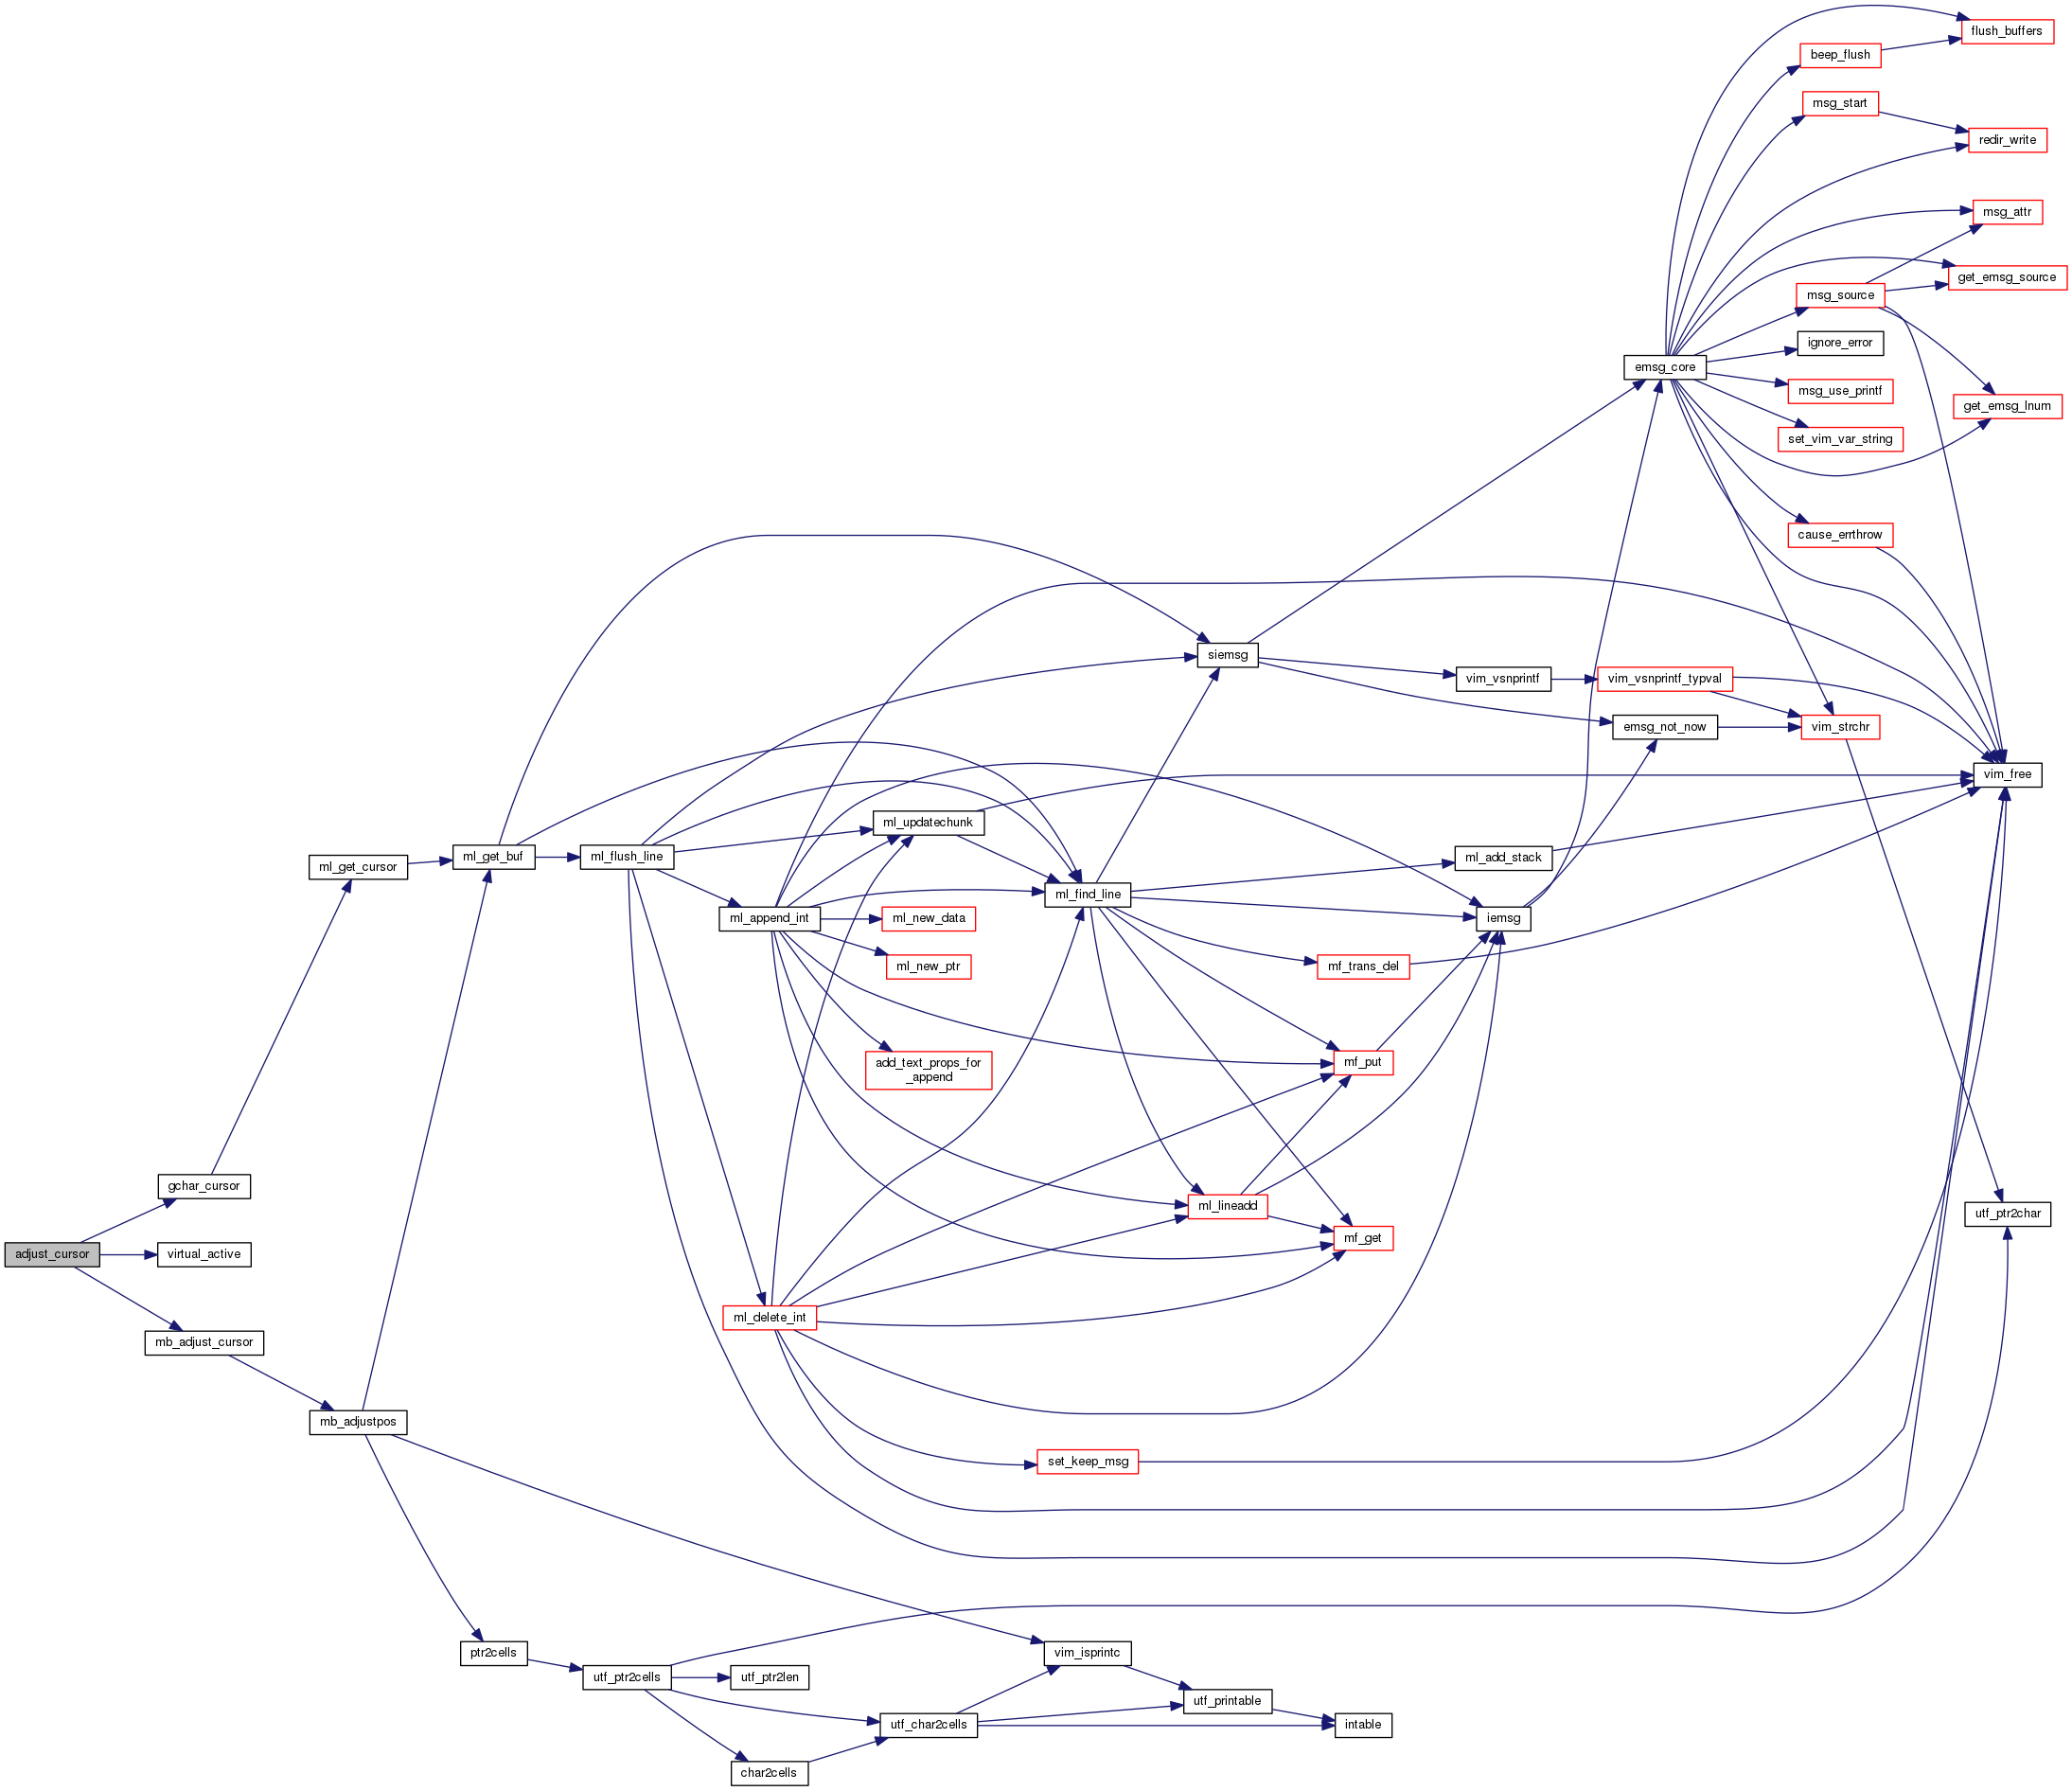 flush_buffers
beep_flush
msg_start
redir_write
msg_attr
get_emsg_source
msg_source
ignore_error
emsg_core
msg_use_printf
get_emsg_lnum
set_vim_var_string
cause_errthrow
siemsg
vim_vsnprintf
vim_vsnprintf_typval
emsg_not_now
vim_strchr
vim_free
ml_updatechunk
ml_get_buf
ml_flush_line
ml_add_stack
ml_get_cursor
ml_find_line
ml_append_int
ml_new_data
iemsg
ml_new_ptr
mf_trans_del
mf_put
add_text_props_for
_append
gchar_cursor
ml_lineadd
utf_ptr2char
mf_get
adjust_cursor
virtual_active
ml_delete_int
mb_adjust_cursor
mb_adjustpos
set_keep_msg
ptr2cells
vim_isprintc
utf_ptr2cells
utf_ptr2len
utf_printable
utf_char2cells
intable
char2cells